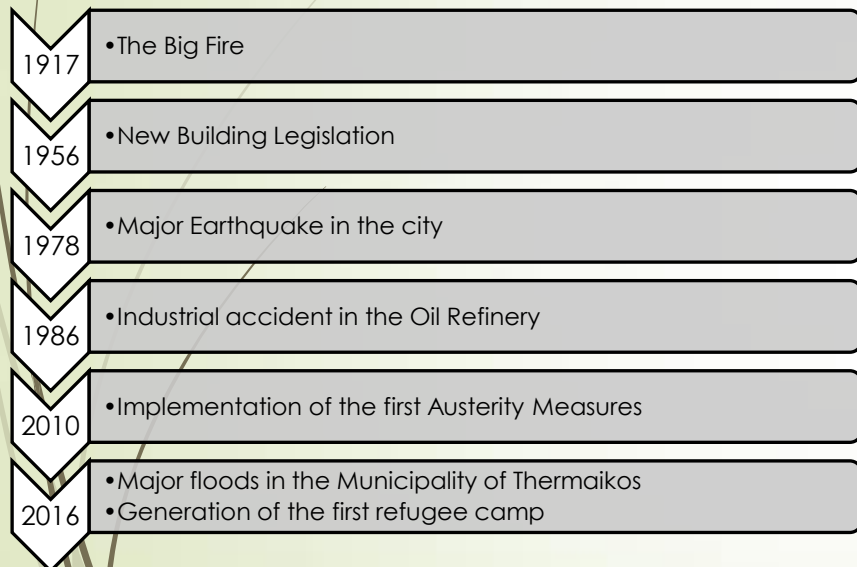 1917
•The Big Fire
1956
•New Building Legislation
1978
•Major Earthquake in the city
1986
•Industrial accident in the Oil Refinery
2010
•Implementation of the first Austerity Measures
2016
•Major floods in the Municipality of Thermaikos
•Generation of the first refugee camp